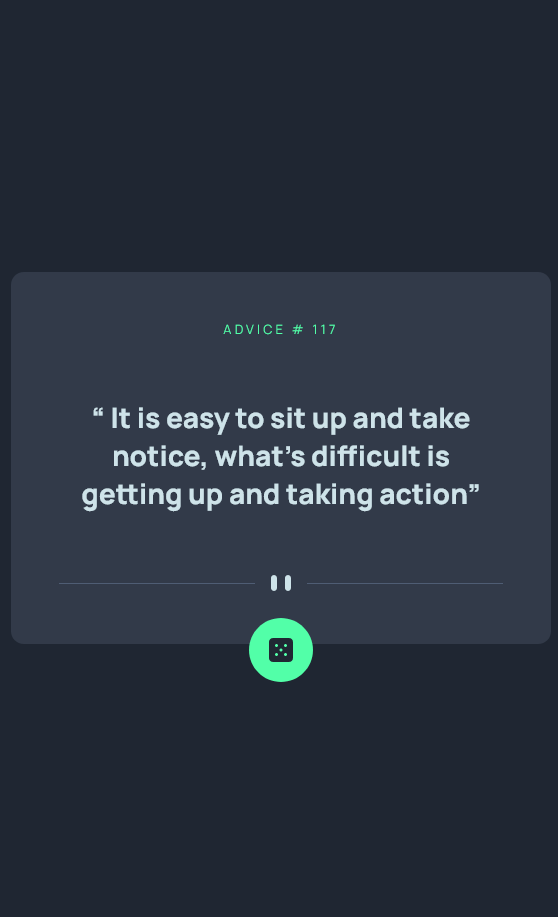 ADVICE # 117
“ It is easy to sit up and take
notice, what’s difficult is
getting up and taking action”